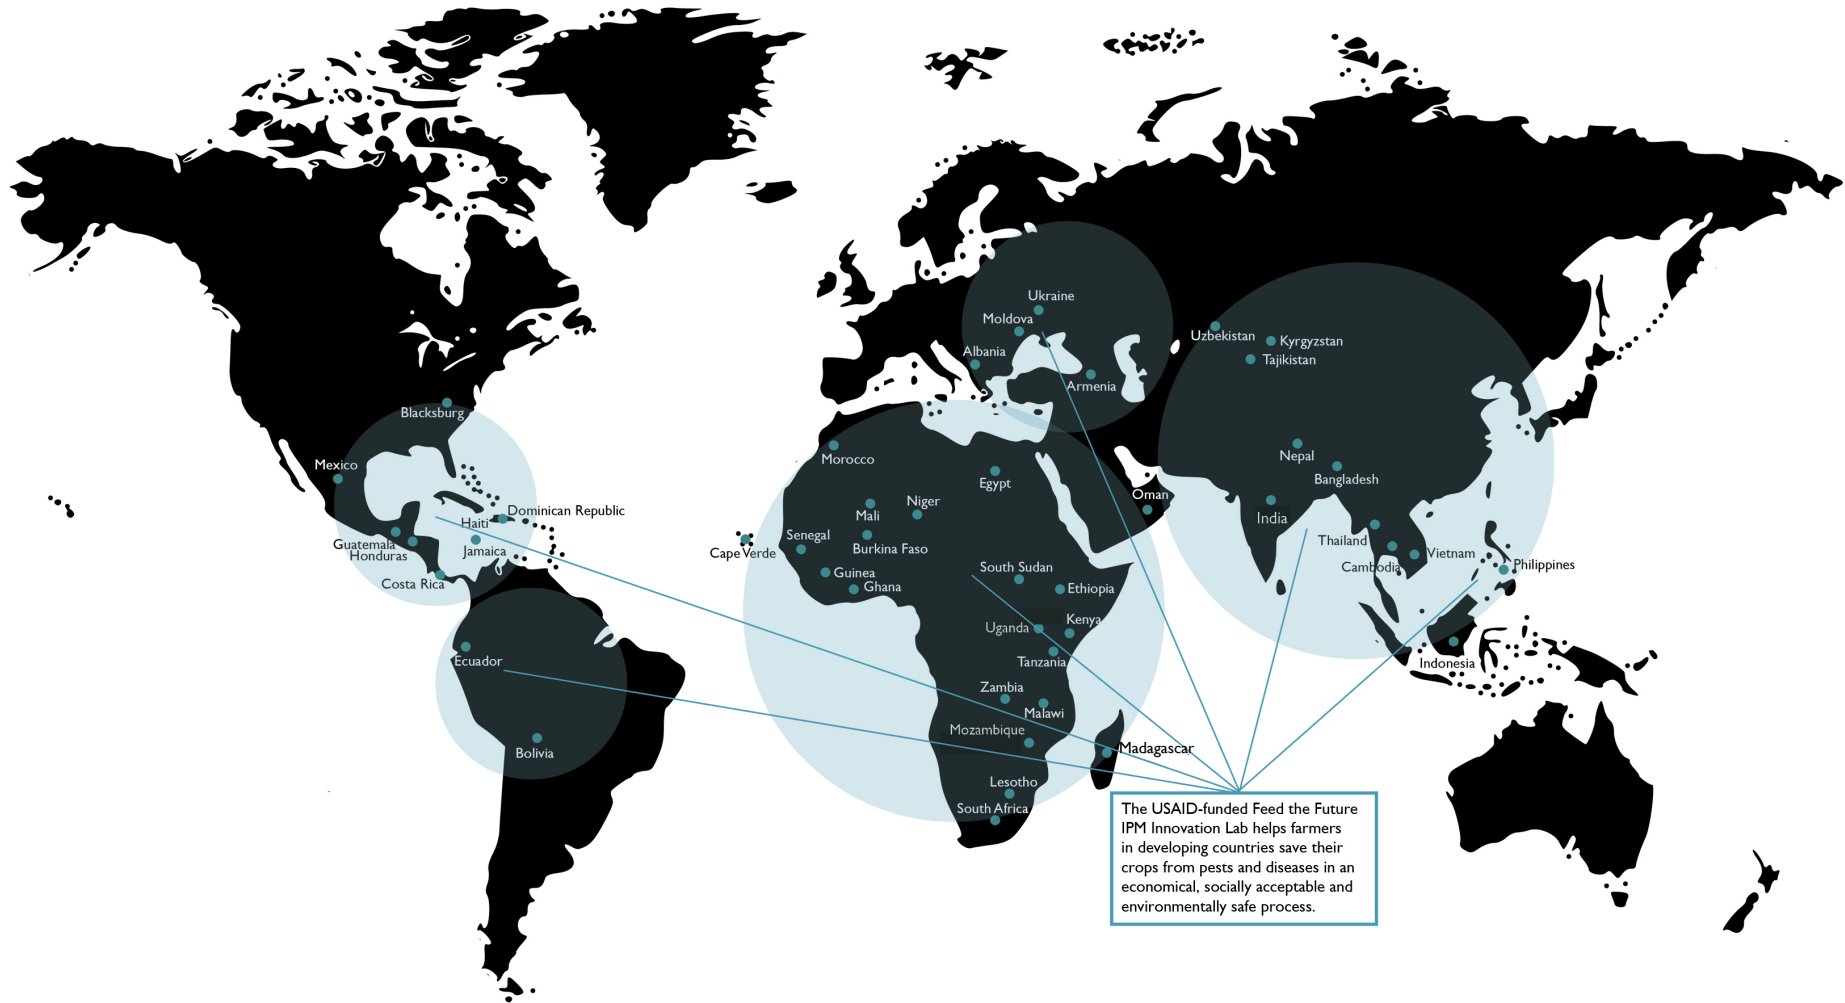 Ukraine
Moldova
Albania
Armenia
Uzbekistan
Kyrgyzstan
Tajikistan
Blacksburg
Mexico
Dominican Republic
Haiti
Guatemala
Honduras
Jamaica
Costa Rica
Morocco
Egypt
Niger
Mali
Senegal
Burkina Faso
Cape Verde
Guinea
Ghana
South Sudan
Ethiopia
Uganda
Kenya
Tanzania
Zambia
Malawi
Mozambique
Madagascar
Lesotho
South Africa
Oman
Nepal
Bangladesh
India
Thailand
Vietnam
Cambodia
Philippines
Indonesia
Ecuador
Bolivia
The USAID-funded Feed the Future
IPM Innovation Lab helps farmers
in developing countries save their
crops from pests and diseases in an
economical, socially acceptable and
environmentally safe process.